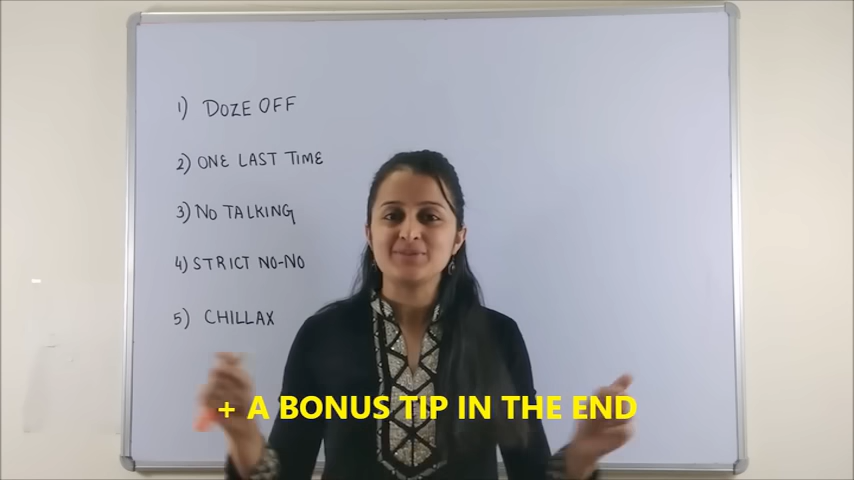 1) DOZE OFF
2) ONE LAST TIME
3) NO TALKING
4) STRICT NO-NO
5) CHILLAX
+ A BONUS TIP IN THE END